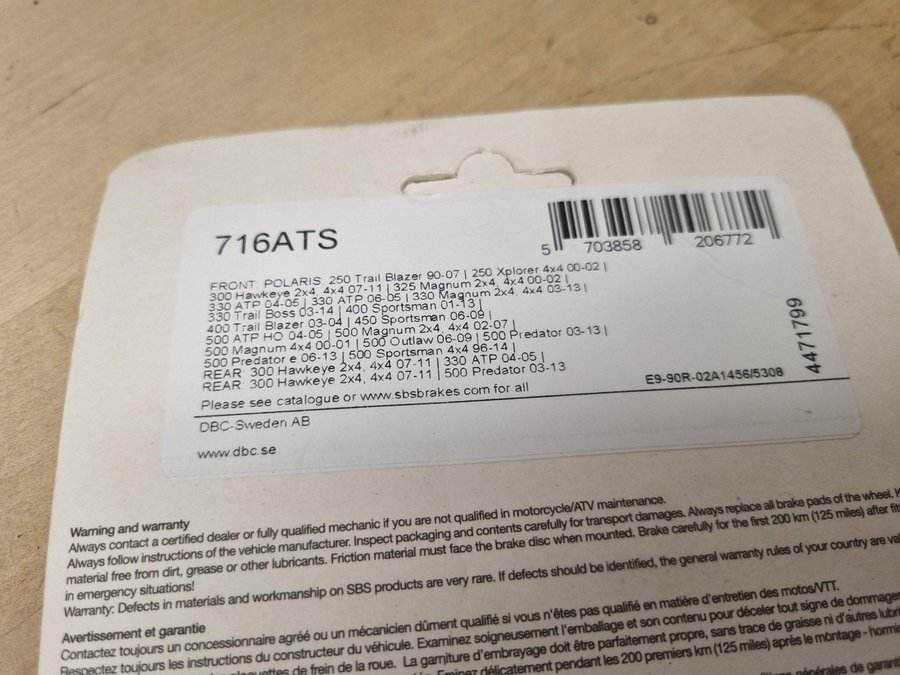 716ATS
5 703858 206772
FRONT: POLARIS: 250 Trail Blazer 90-07 | 250 Xplorer 4x4 00-02 |
300 Hawkeye 2x4, 4x4 07-11 | 325 Magnum 2x4, 4x4 00-02 |
330 ATP 04-05 | 330 ATP 06-05 | 330 Magnum 2x4, 4x4 03-13 |
330 Trail Boss 03-14 | 400 Sportsman 01-13 |
400 Trail Blazer 03-04 | 450 Sportsman 06-09 |
500 ATP HO 04-05 | 500 Magnum 2x4, 4x4 02-07 |
500 Magnum 4x4 00-01 | 500 Outlaw 06-09 | 500 Predator 03-13 |
500 Predator e 06-13 | 500 Sportsman 4x4 96-14 |
REAR: 300 Hawkeye 2x4, 4x4 07-11 | 330 ATP 04-05 |
REAR: 300 Hawkeye 2x4, 4x4 07-11 | 500 Predator 03-13
Please see catalogue or www.sbsbrakes.com for all
E9-90R-02A1456/5308
4471799
DBC-Sweden AB
www.dbc.se
Warning and warranty
Always contact a certified dealer or fully qualified mechanic if you are not qualified in motorcycle/ATV maintenance.
Always follow instructions of the vehicle manufacturer. Inspect packaging and contents carefully for transport damages. Always replace all brake pads of the wheel. K
material free from dirt, grease or other lubricants. Friction material must face the brake disc when mounted. Brake carefully for the first 200 km (125 miles) after fit
in emergency situations!
Warranty: Defects in materials and workmanship on SBS products are very rare. If defects should be identified, the general warranty rules of your country are va
Avertissement et garantie
Contactez toujours un concessionnaire agréé ou un mécanicien dûment qualifié si vous n'êtes pas qualifié en matière d'entretien des motos/VTT.
Respectez toujours les instructions du constructeur du véhicule. Examinez soigneusement l'emballage et son contenu pour déceler tout signe de dommage
plaquettes de frein de la roue. La garniture d'embrayage doit être parfaitement propre, sans trace de graisse ni d'autres lubri
Freinez délicatement pendant les 200 premiers km (125 miles) après le montage - hormi
générales de garanti